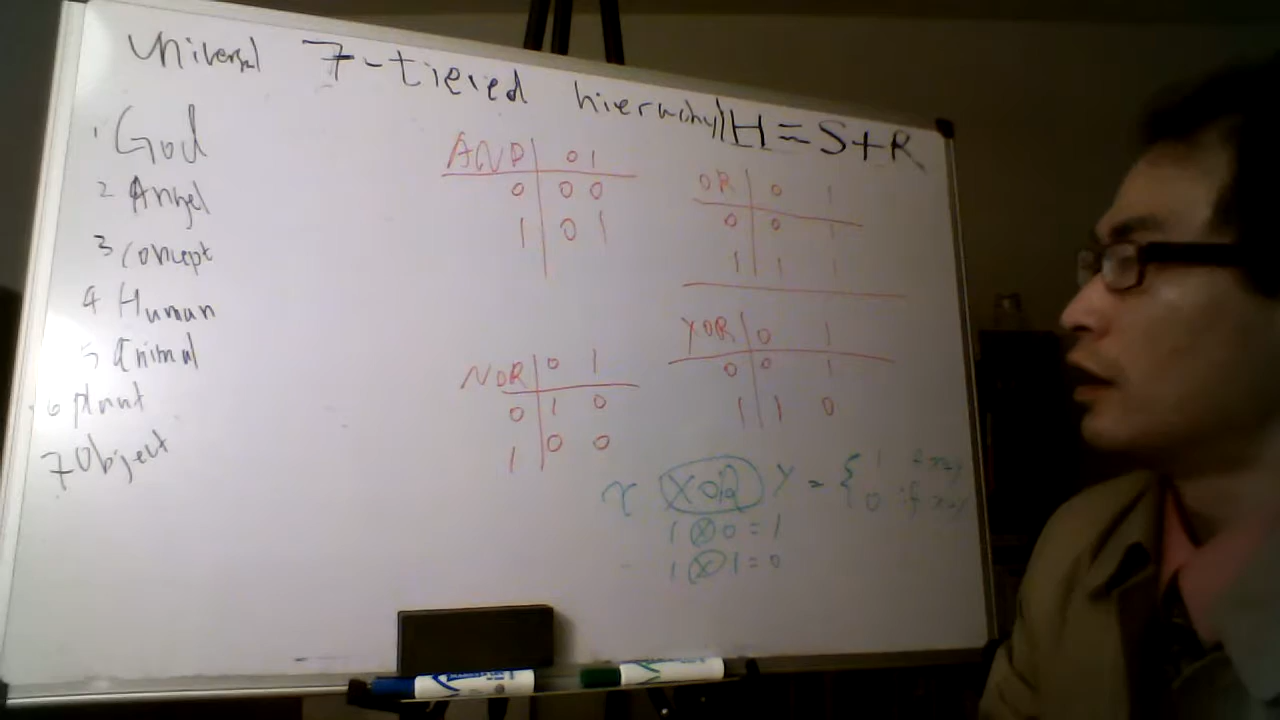 Universal 7-tiered hierarchy H = S+R
1 God
2 Angel
3 Concept
4 Human
5 Animal
6 plant
7 Object
AND 0 1
0 0 0
1 0 1
OR 0 1
0 0 1
1 1 1
NOR 0 1
0 1 0
1 0 0
XOR 0 1
0 0 1
1 1 0
x XOR Y = { 1
0 if x=y
1 ⊗ 0 = 1
1 ⊗ 1 = 0